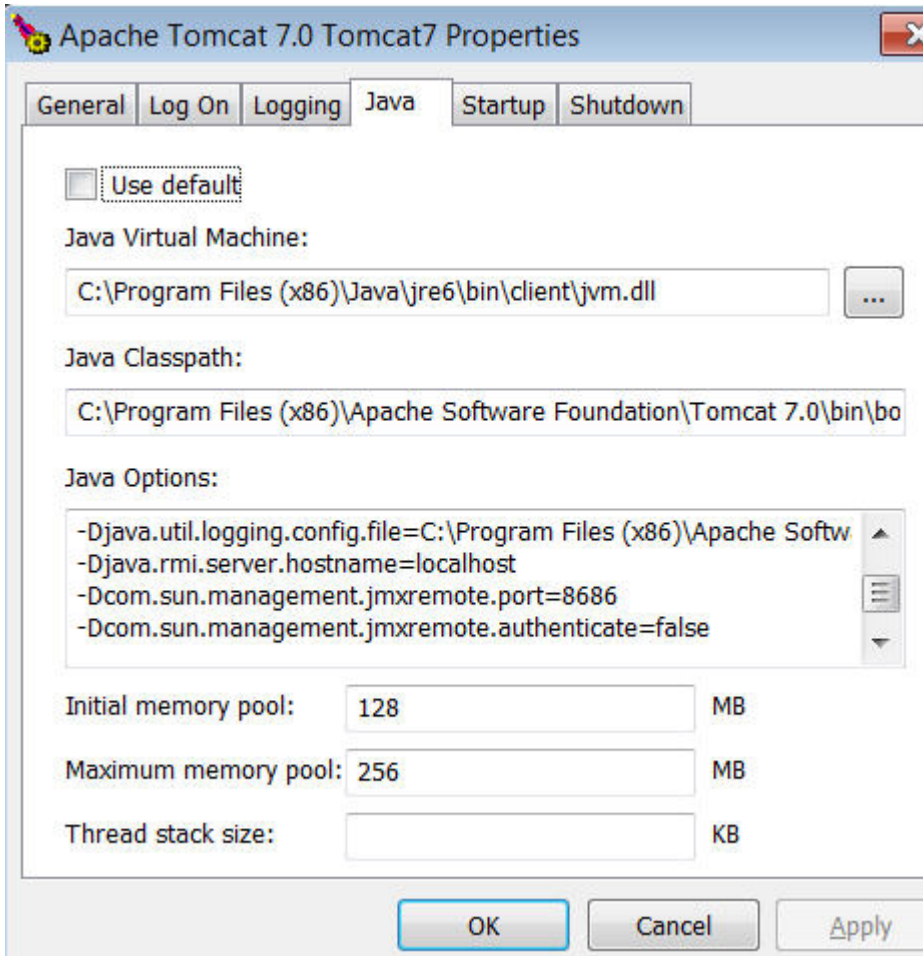 Apache Tomcat 7.0 Tomcat7 Properties
General Log On Logging Java Startup Shutdown
Use default
Java Virtual Machine:
C:\Program Files (x86)\Java\jre6\bin\client\jvm.dll
...
Java Classpath:
C:\Program Files (x86)\Apache Software Foundation\Tomcat 7.0\bin\bo
Java Options:
-Djava.util.logging.config.file=C:\Program Files (x86)\Apache Softw
-Djava.rmi.server.hostname=localhost
-Dcom.sun.management.jmxremote.port=8686
-Dcom.sun.management.jmxremote.authenticate=false
Initial memory pool: 128 MB
Maximum memory pool: 256 MB
Thread stack size: KB
OK Cancel Apply